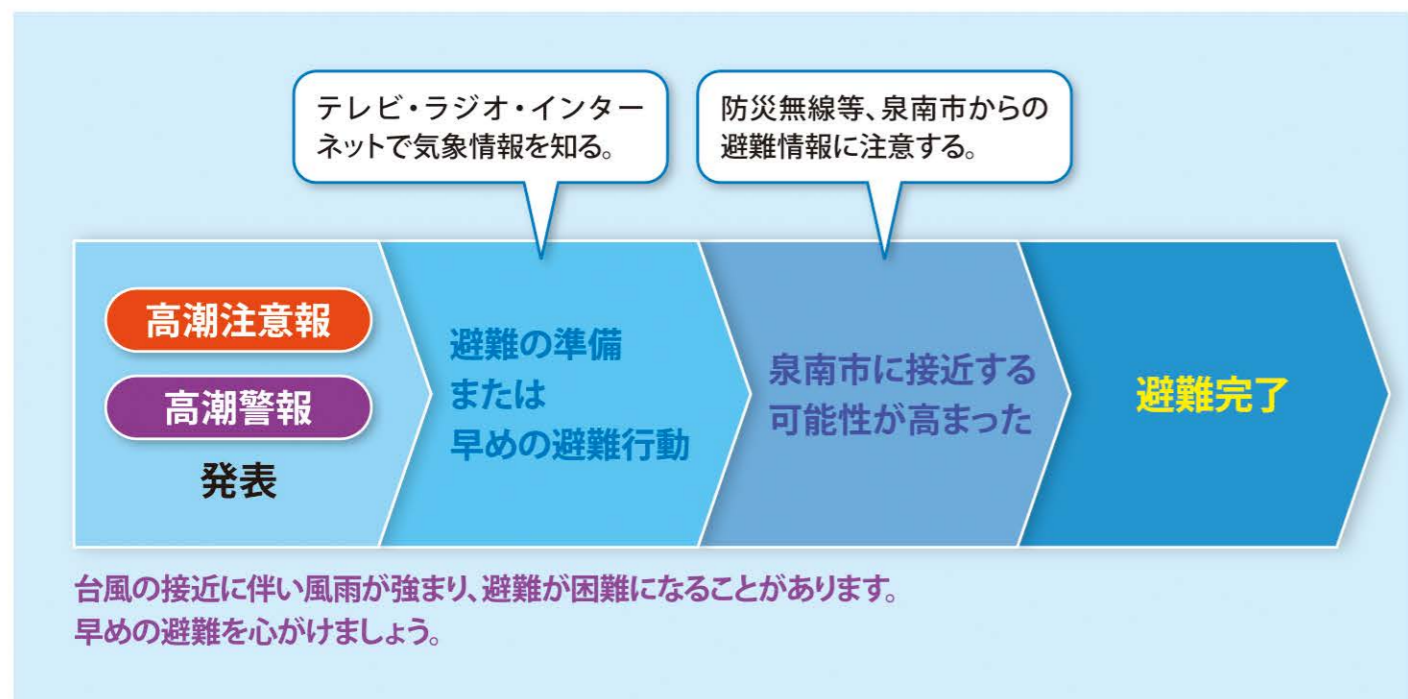 テレビ・ラジオ・インター
ネットで気象情報を知る。
防災無線等、泉南市からの
避難情報に注意する。
高潮注意報
高潮警報
発表
避難の準備
または
早めの避難行動
泉南市に接近する
可能性が高まった
避難完了
台風の接近に伴い風雨が強まり、避難が困難になることがあります。
早めの避難を心がけましょう。